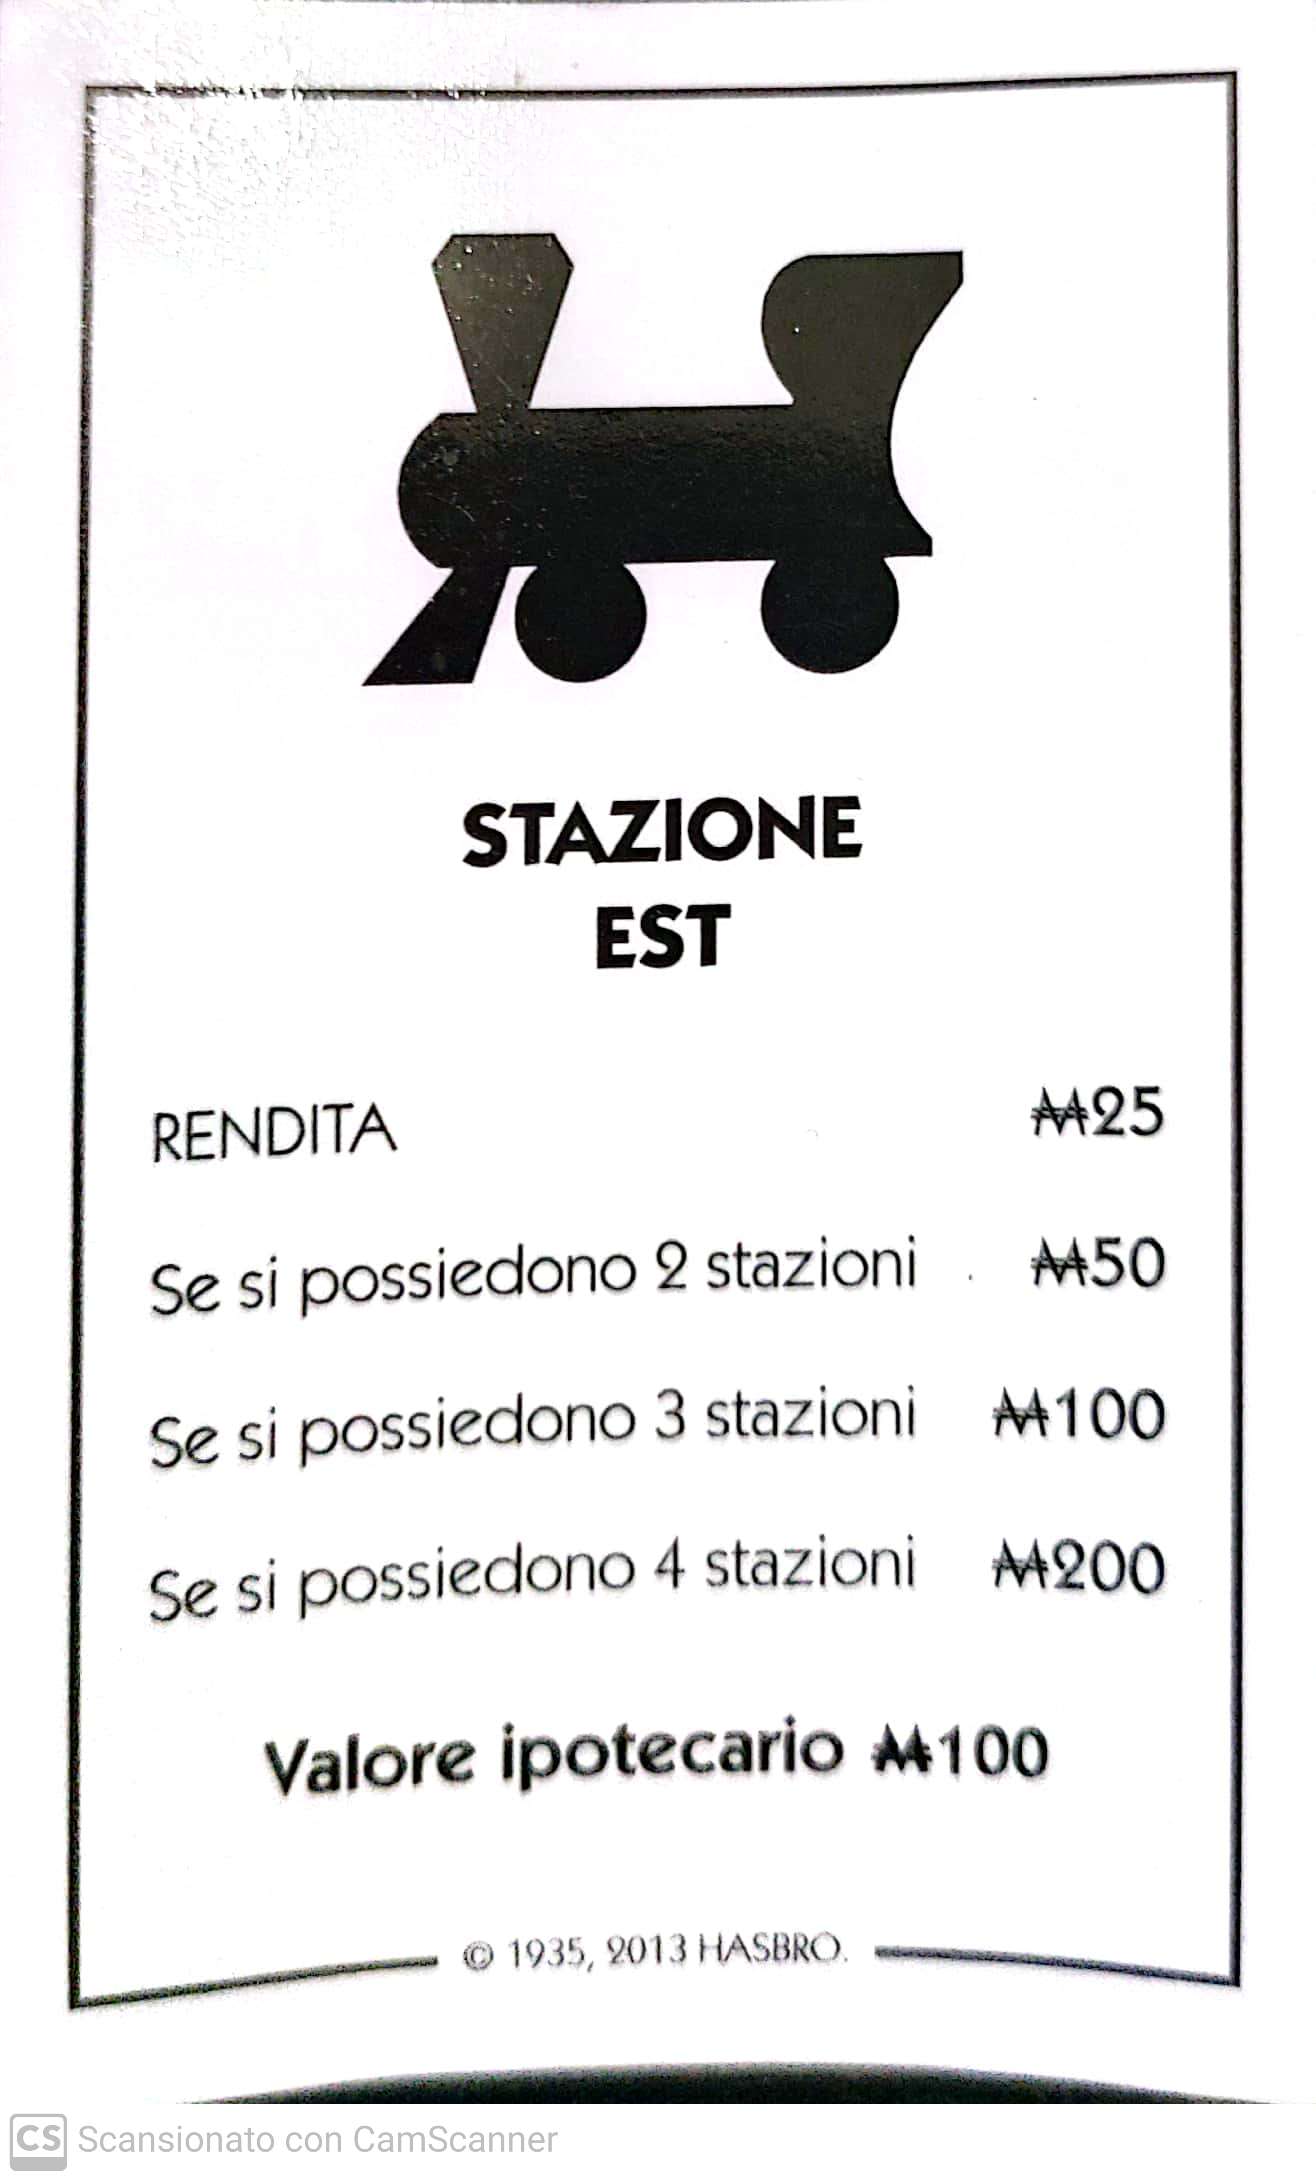 STAZIONE
EST
RENDITA ₩25
Se si possiedono 2 stazioni ₩50
Se si possiedono 3 stazioni ₩100
Se si possiedono 4 stazioni ₩200
Valore ipotecario ₩100
© 1935, 2013 HASBRO.
CS Scansionato con CamScanner